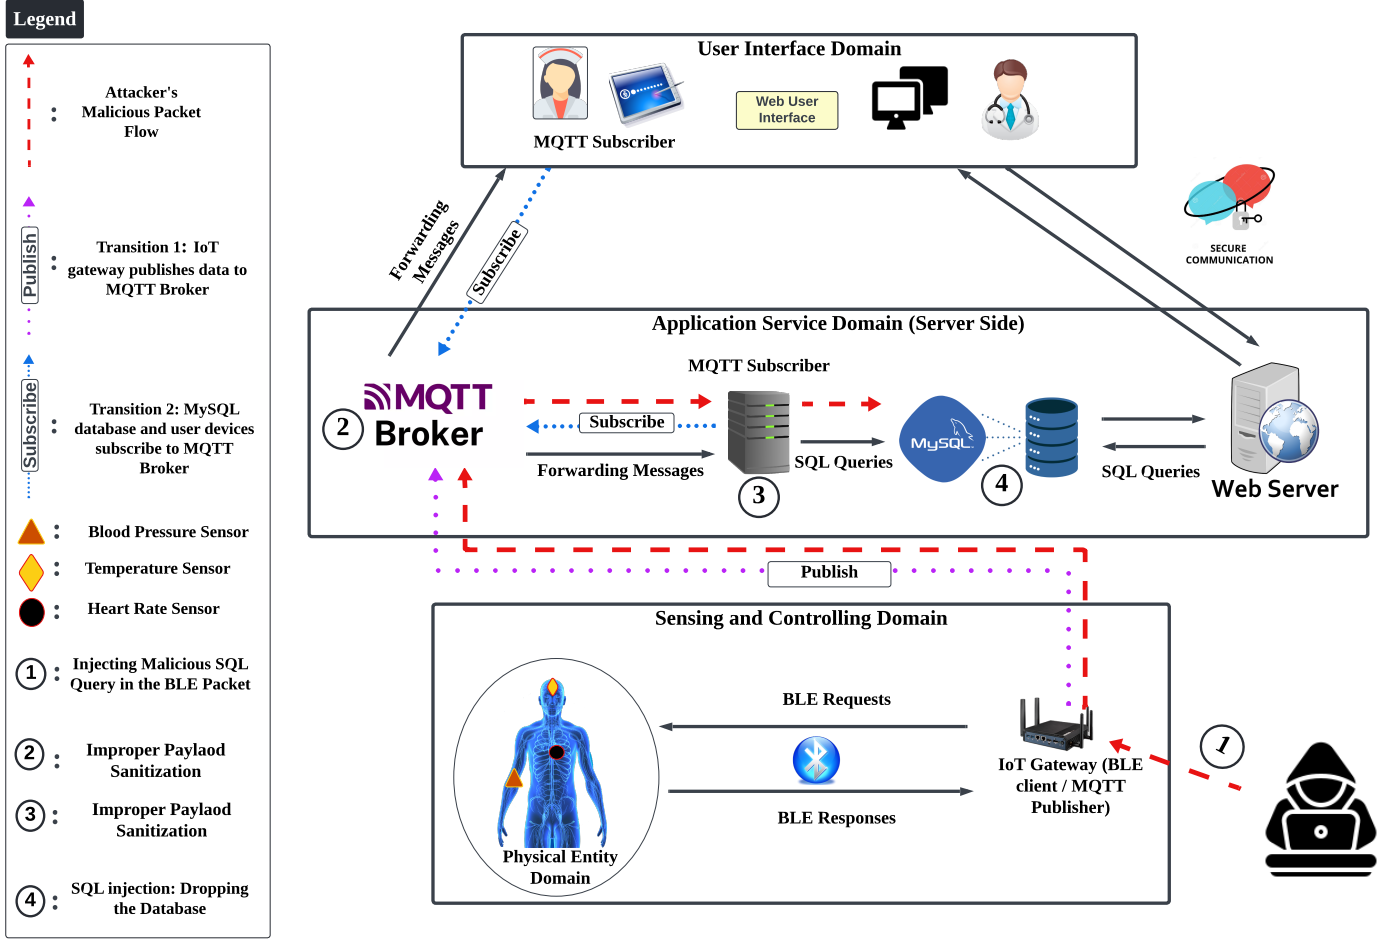 Legend
Attacker's
Malicious Packet
Flow
:
Publish
:
Transition 1: IoT
gateway publishes data to
MQTT Broker
Subscribe
:
Transition 2: MySQL
database and user devices
subscribe to MQTT
Broker
: Blood Pressure Sensor
: Temperature Sensor
: Heart Rate Sensor
1 : Injecting Malicious SQL
Query in the BLE Packet
2 : Improper Paylaod
Sanitization
3 : Improper Paylaod
Sanitization
4 : SQL injection: Dropping
the Database
User Interface Domain
Web User
Interface
MQTT Subscriber
Forwarding
Messages
Subscribe
SECURE
COMMUNICATION
Application Service Domain (Server Side)
MQTT Subscriber
2
MQTT
Broker
Subscribe
Forwarding Messages
3
SQL Queries
MySQL
4
SQL Queries
Web Server
Publish
Sensing and Controlling Domain
BLE Requests
BLE Responses
IoT Gateway (BLE
client / MQTT
Publisher)
1
Physical Entity
Domain